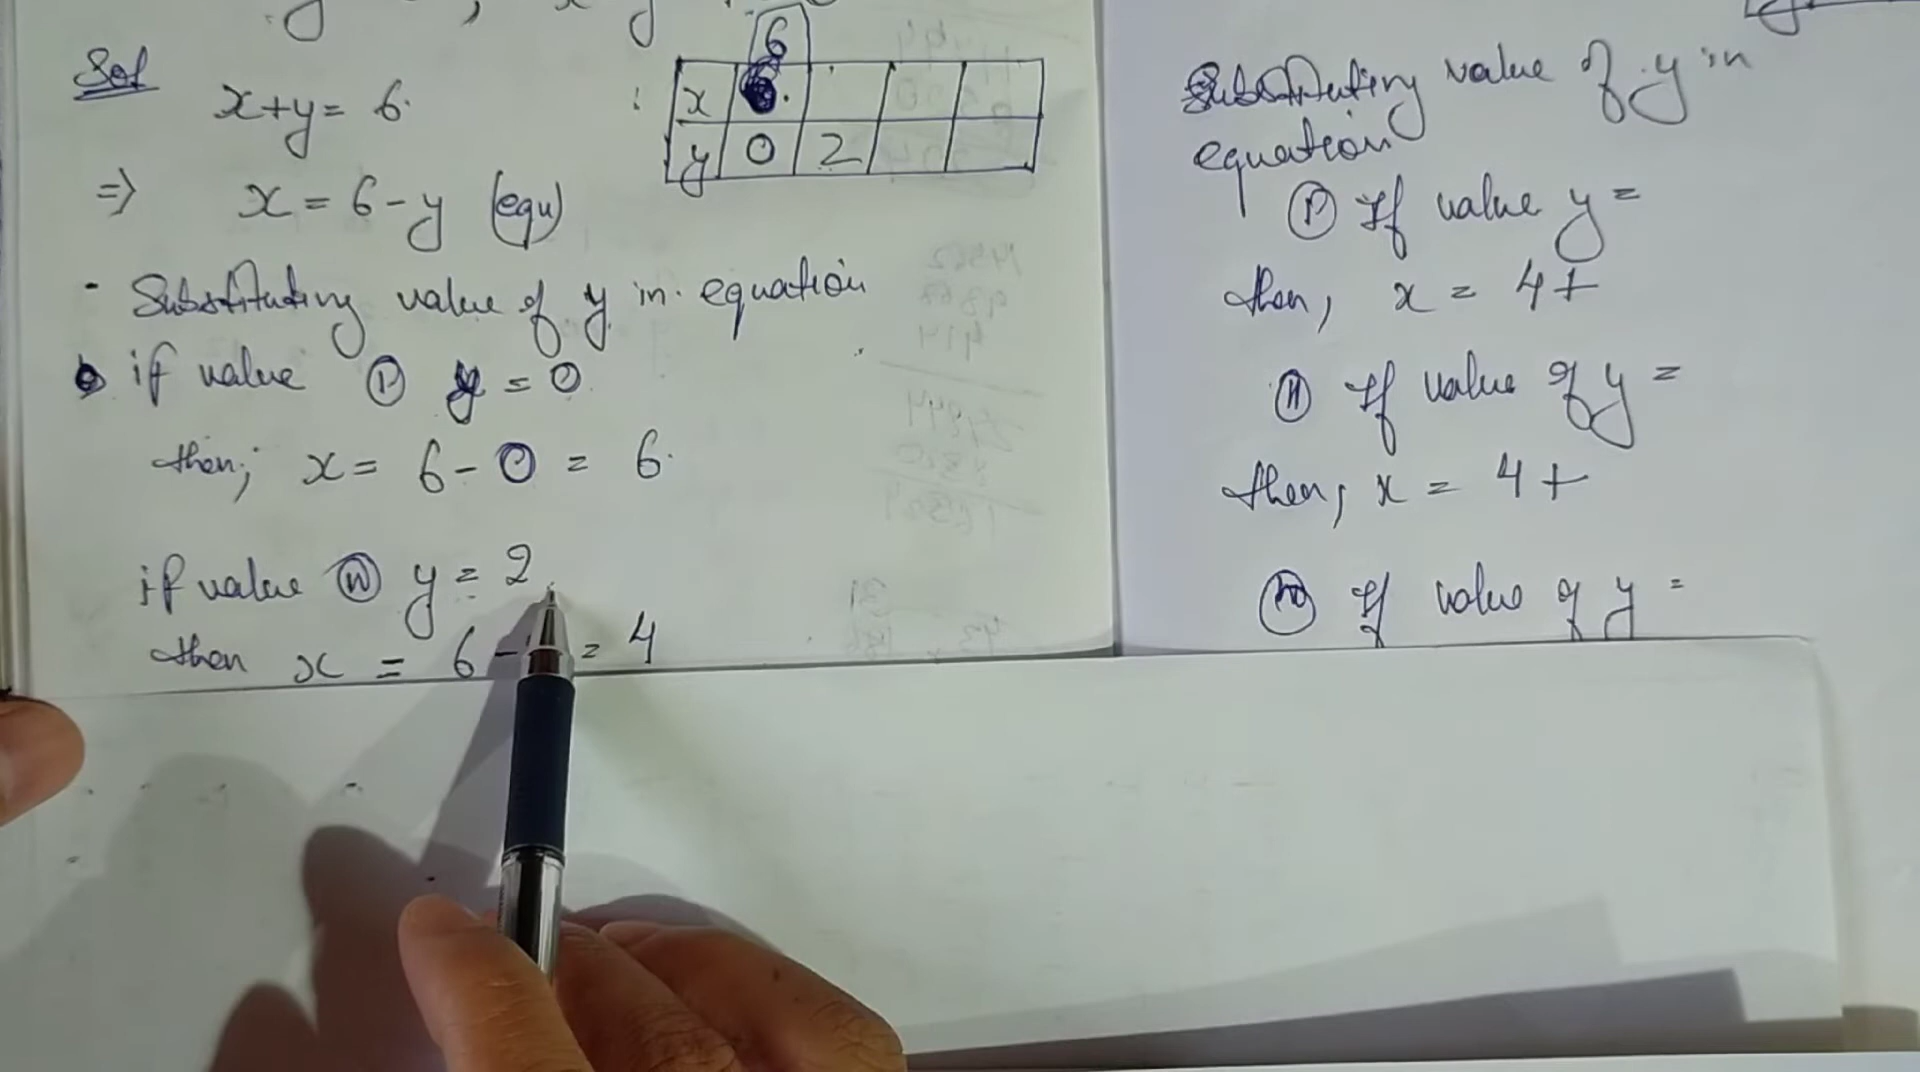 Sol
x+y= 6
6
x 6
y 0 2
=> x = 6-y (equ)
Substituting value of y in equation
if value (i) y = 0
then; x= 6-0 = 6
if value (ii) y = 2
then x = 6 - = 4
Substituting value of y in
equation
(i) If value y =
then, x = 4+
(ii) If value of y =
then, x = 4+
If value of y =